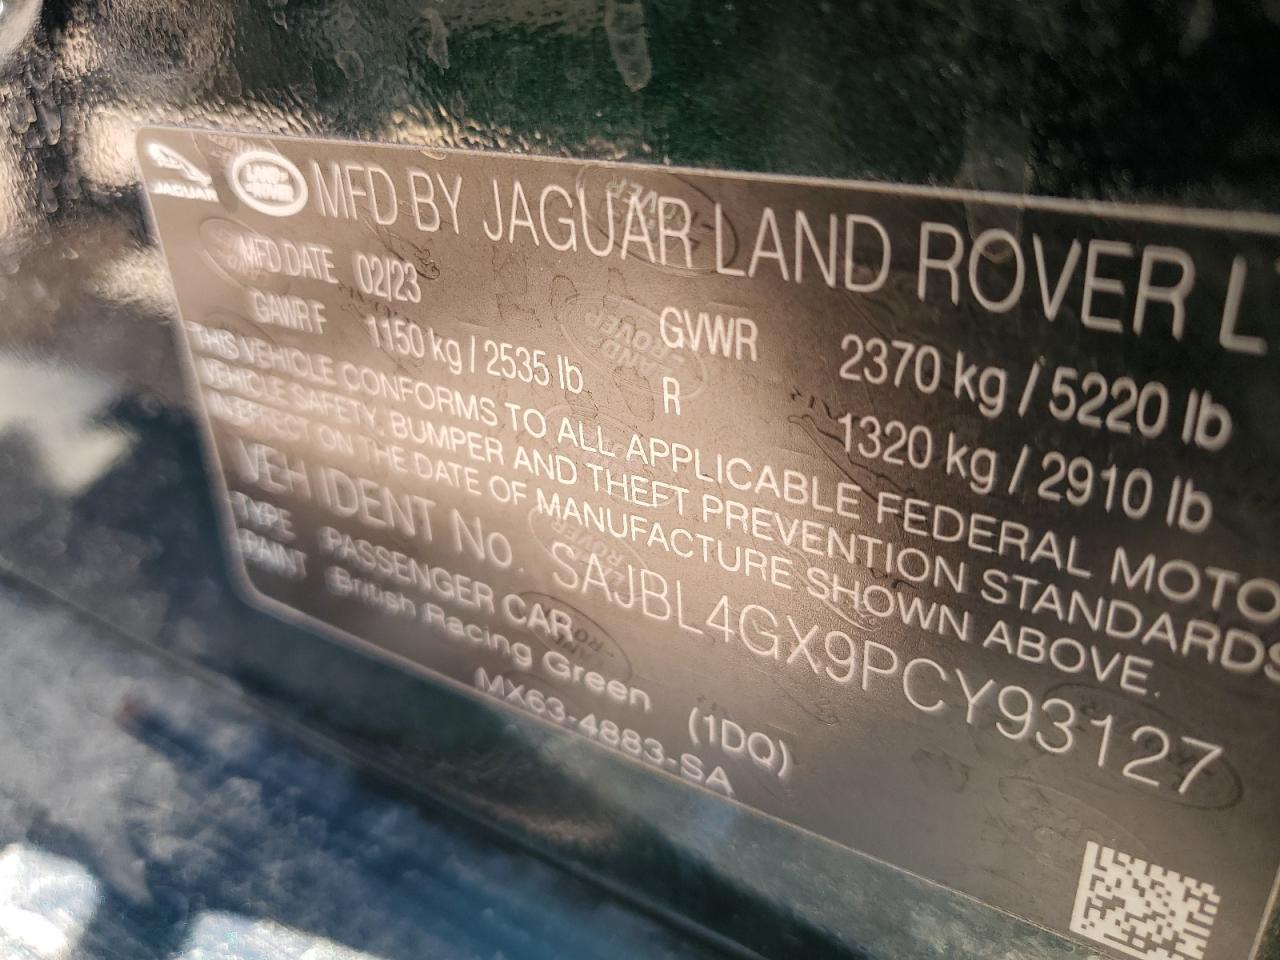 JAGUAR LAND ROVER MFD BY JAGUAR LAND ROVER L
MFD DATE 02/23 GVWR 2370 kg / 5220 lb
GAWR F 1150 kg / 2535 lb R 1320 kg / 2910 lb
THIS VEHICLE CONFORMS TO ALL APPLICABLE FEDERAL MOTO
VEHICLE SAFETY, BUMPER AND THEFT PREVENTION STANDARDS
IN EFFECT ON THE DATE OF MANUFACTURE SHOWN ABOVE.
VEH IDENT No. SAJBL4GX9PCY93127
TYPE PASSENGER CAR
PAINT British Racing Green (1DQ)
MX63-4883-SA